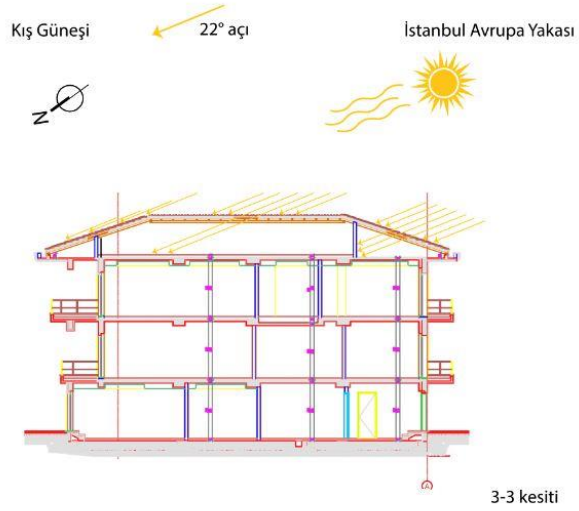 Kış Güneşi
22° açı
İstanbul Avrupa Yakası
N
A
3-3 kesiti